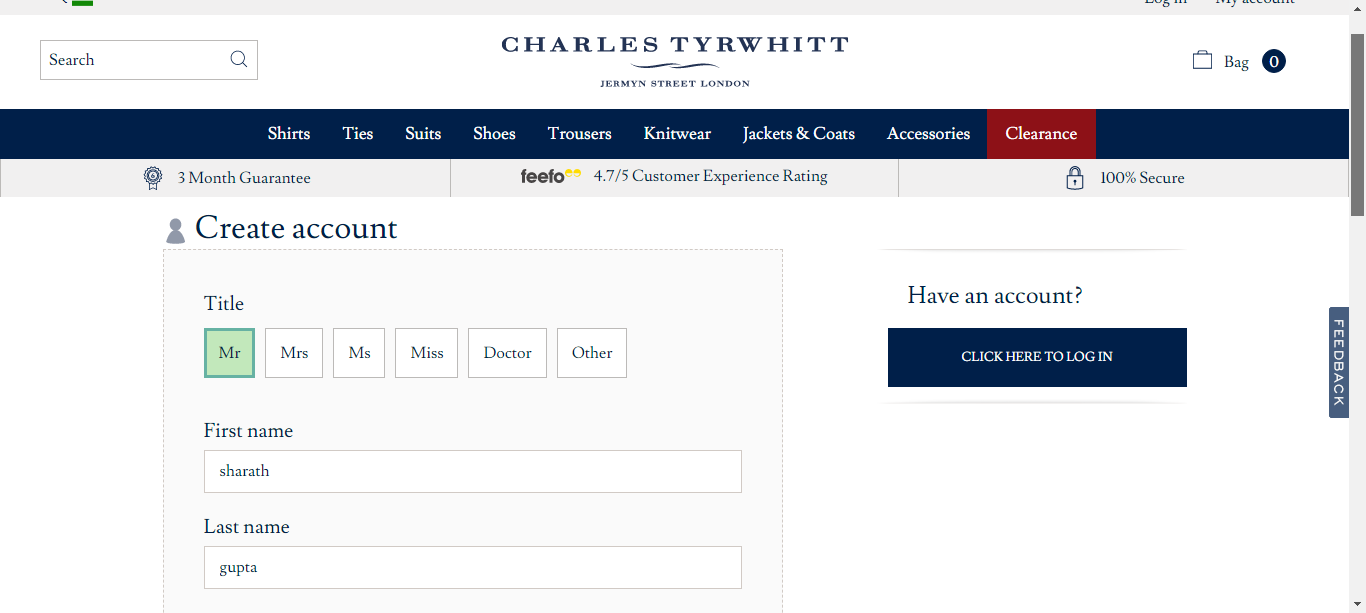 Log in My account
Search
CHARLES TYRWHITT
JERMYN STREET LONDON
Bag 0
Shirts Ties Suits Shoes Trousers Knitwear Jackets & Coats Accessories Clearance
3 Month Guarantee
feefo 4.7/5 Customer Experience Rating
100% Secure
Create account
Title
Mr Mrs Ms Miss Doctor Other
First name
sharath
Last name
gupta
Have an account?
CLICK HERE TO LOG IN
FEEDBACK